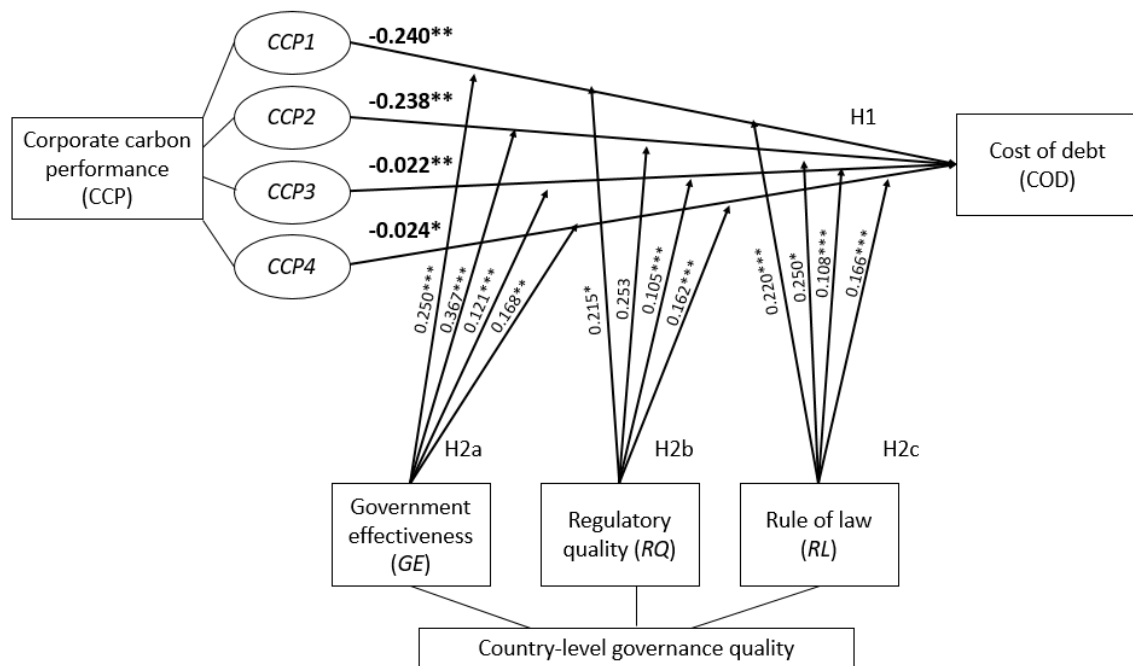 CCP1
-0.240**
CCP2
-0.238**
H1
Corporate carbon
performance
(CCP)
Cost of debt
(COD)
CCP3
-0.022**
CCP4
-0.024*
0.250***
0.367***
0.121***
0.168**
0.215*
0.253
0.105***
0.162***
0.220***
0.250*
0.108***
0.166***
H2a
H2b
H2c
Government
effectiveness
(GE)
Regulatory
quality (RQ)
Rule of law
(RL)
Country-level governance quality